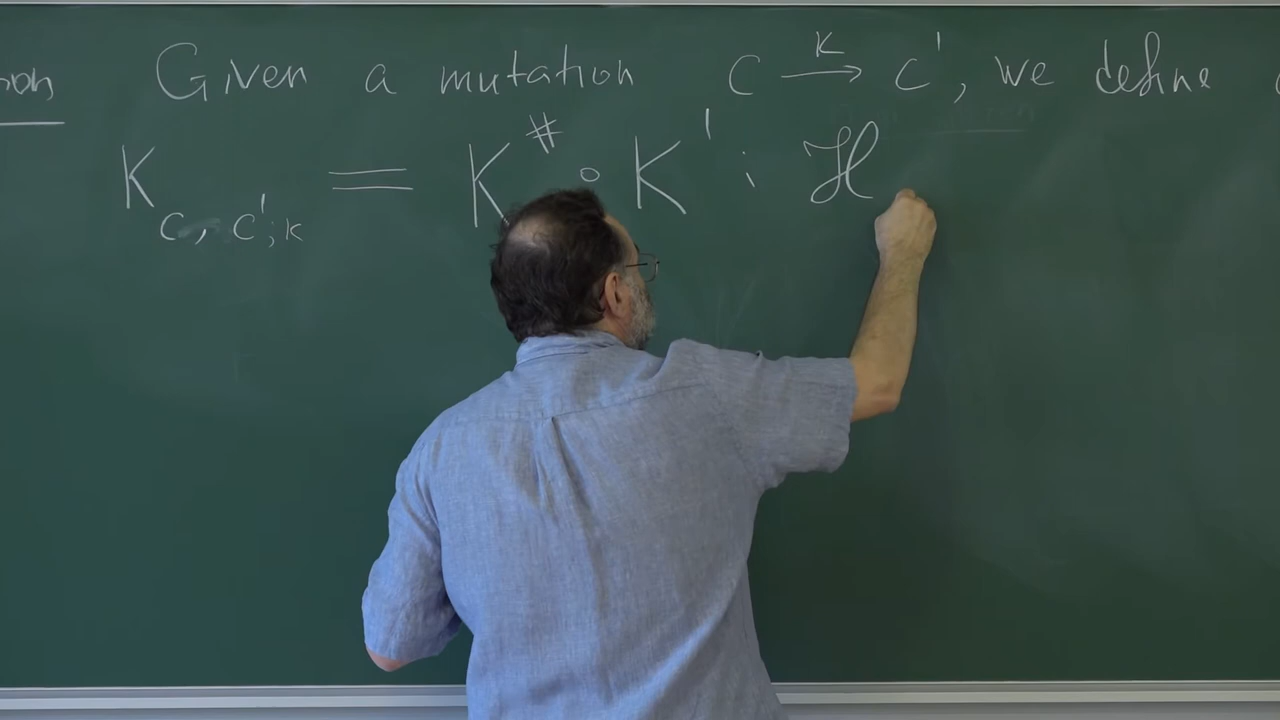 Given a mutation c →ᴷ c', we define
K_{c, c'; k} = K^# ∘ K' : ℋ